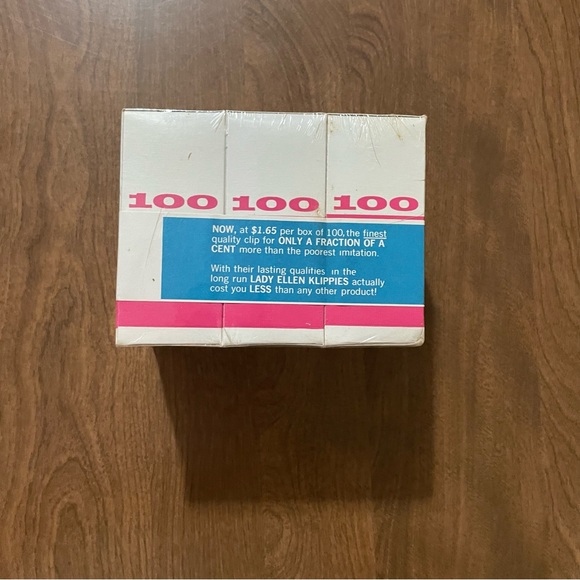 100 100 100
NOW, at $1.65 per box of 100, the finest
quality clip for ONLY A FRACTION OF A
CENT more than the poorest imitation.
With their lasting qualities in the
long run LADY ELLEN KLIPPIES actually
cost you LESS than any other product!